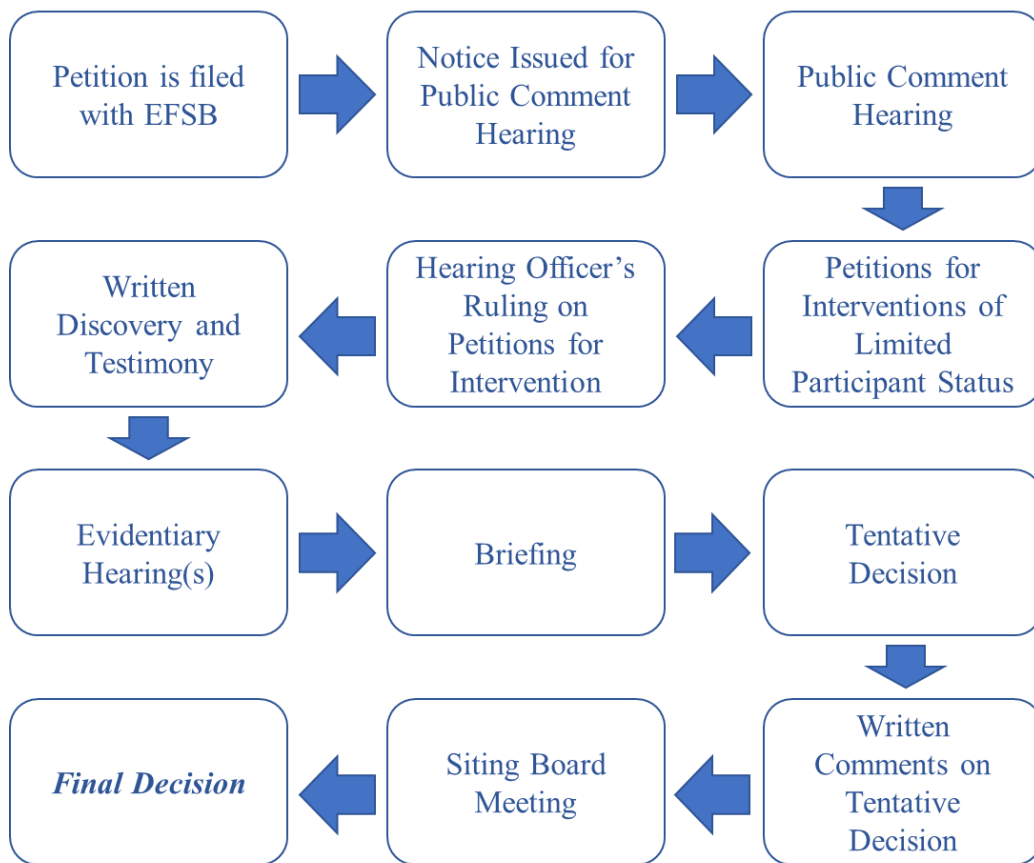 Petition is filed
with EFSB
Notice Issued for
Public Comment
Hearing
Public Comment
Hearing
Petitions for
Interventions of
Limited
Participant Status
Hearing Officer’s
Ruling on
Petitions for
Intervention
Written
Discovery and
Testimony
Evidentiary
Hearing(s)
Briefing
Tentative
Decision
Written
Comments on
Tentative
Decision
Siting Board
Meeting
Final Decision